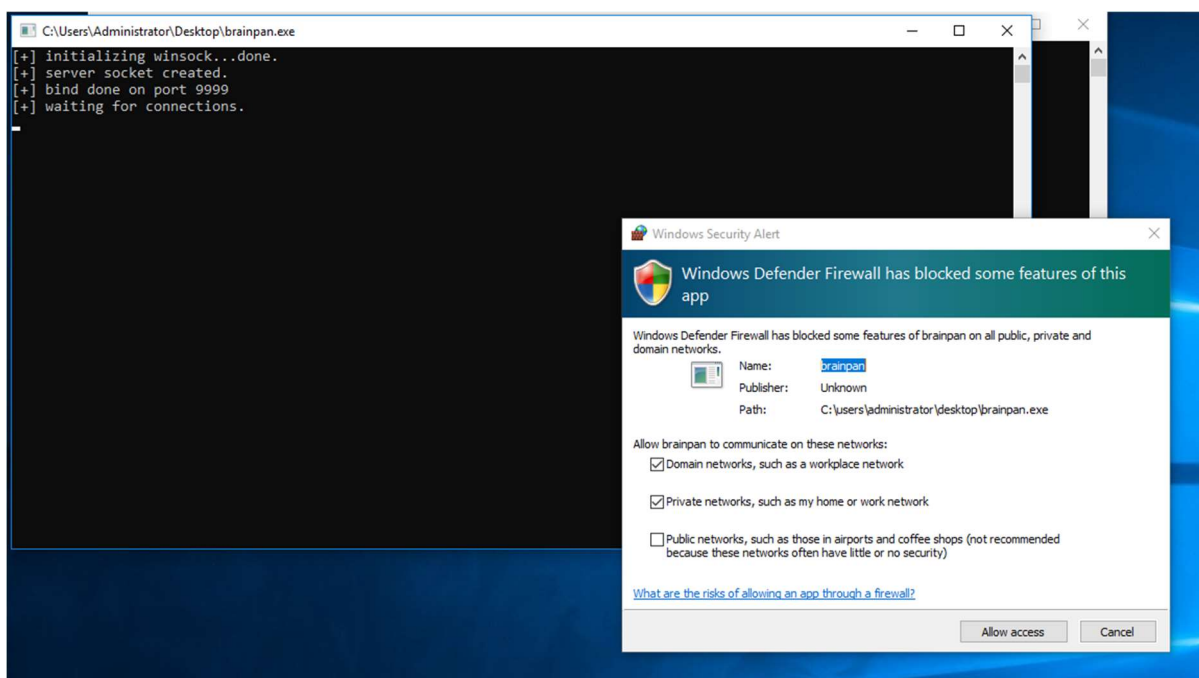 C:\Users\Administrator\Desktop\brainpan.exe
[+] initializing winsock...done.
[+] server socket created.
[+] bind done on port 9999
[+] waiting for connections.
Windows Security Alert
Windows Defender Firewall has blocked some features of this
app
Windows Defender Firewall has blocked some features of brainpan on all public, private and
domain networks.
Name: brainpan
Publisher: Unknown
Path: C:\users\administrator\desktop\brainpan.exe
Allow brainpan to communicate on these networks:
Domain networks, such as a workplace network
Private networks, such as my home or work network
Public networks, such as those in airports and coffee shops (not recommended
because these networks often have little or no security)
What are the risks of allowing an app through a firewall?
Allow access Cancel